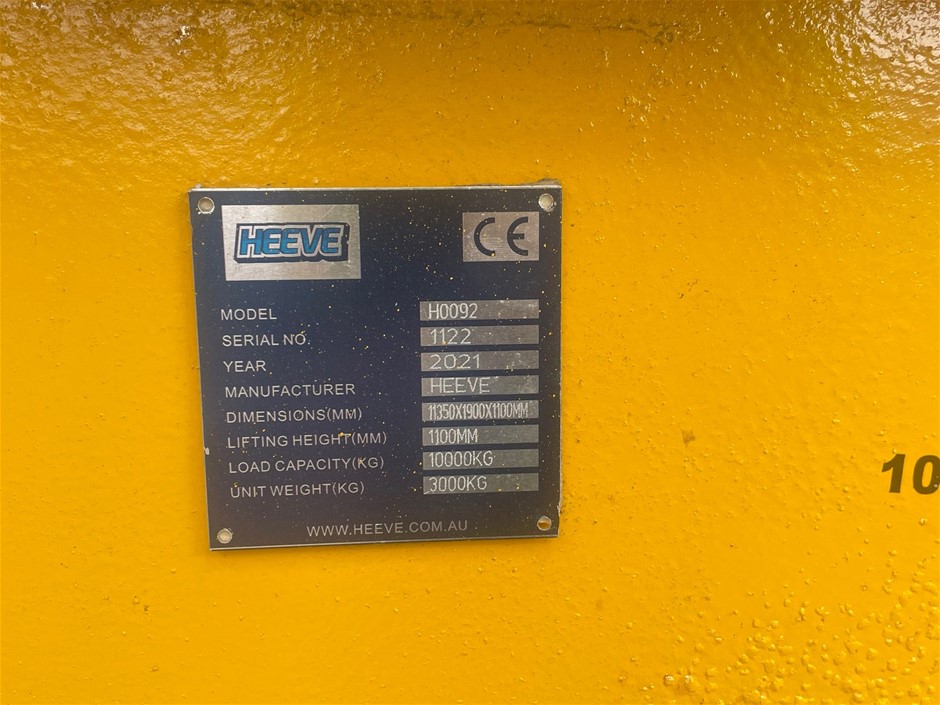 HEEVE CE
MODEL H0092
SERIAL NO. 1122
YEAR 2021
MANUFACTURER HEEVE
DIMENSIONS(MM) 11350X1900X1100MM
LIFTING HEIGHT(MM) 1100MM
LOAD CAPACITY(KG) 10000KG
UNIT WEIGHT(KG) 3000KG
WWW.HEEVE.COM.AU
10